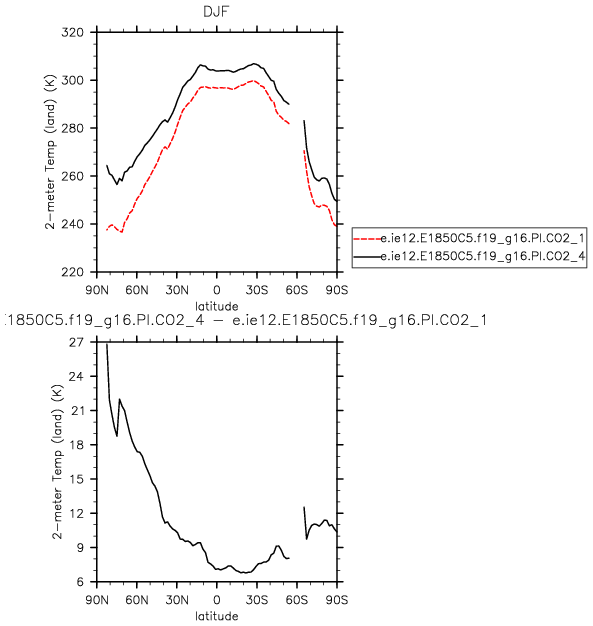 DJF
320
300
280
260
240
220
2-meter Temp (land) (K)
90N 60N 30N 0 30S 60S 90S
latitude
e.ie12.E1850C5.f19_g16.PI.CO2_1
e.ie12.E1850C5.f19_g16.PI.CO2_4
.1850C5.f19_g16.PI.CO2_4 - e.ie12.E1850C5.f19_g16.PI.CO2_1
27
24
21
18
15
12
9
6
2-meter Temp (land) (K)
90N 60N 30N 0 30S 60S 90S
latitude